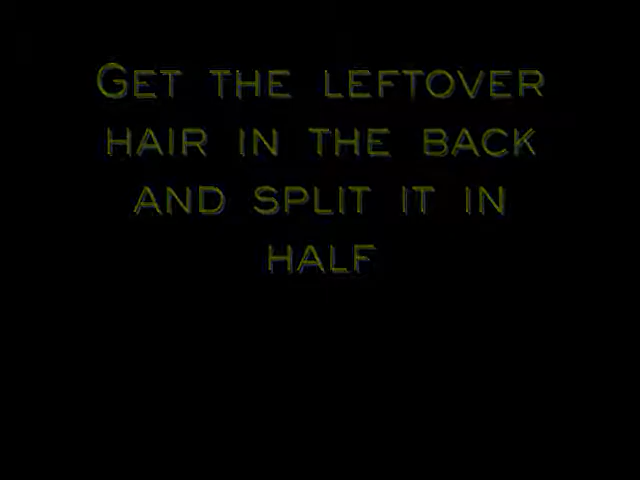 Get the leftover
hair in the back
and split it in
half